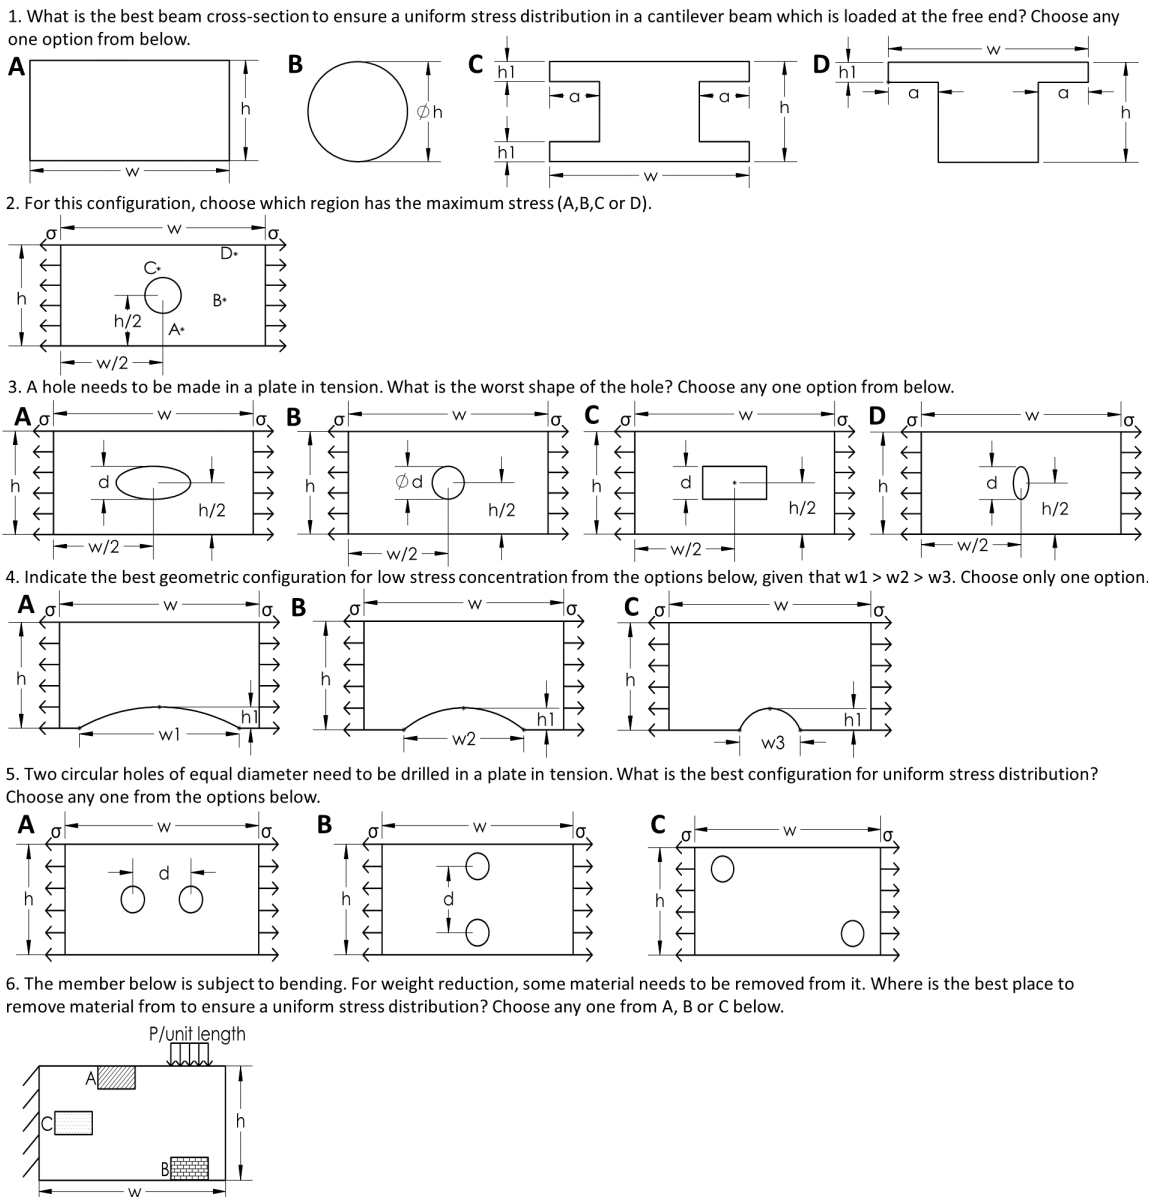 1. What is the best beam cross-section to ensure a uniform stress distribution in a cantilever beam which is loaded at the free end? Choose any
one option from below.
A h w
B Øh
C h1 a a h h1 w
D h1 w a a h
2. For this configuration, choose which region has the maximum stress (A,B,C or D).
σ w σ
D*
C*
h B*
h/2 A*
w/2
3. A hole needs to be made in a plate in tension. What is the worst shape of the hole? Choose any one option from below.
A σ w σ B σ w σ C σ w σ D σ w σ
h d h Ød h d h d
h/2 h/2 h/2 h/2
w/2 w/2 w/2 w/2
4. Indicate the best geometric configuration for low stress concentration from the options below, given that w1 > w2 > w3. Choose only one option.
A σ w σ B σ w σ C σ w σ
h h h
h1 h1 h1
w1 w2 w3
5. Two circular holes of equal diameter need to be drilled in a plate in tension. What is the best configuration for uniform stress distribution?
Choose any one from the options below.
A σ w σ B σ w σ C σ w σ
d
h h d h
6. The member below is subject to bending. For weight reduction, some material needs to be removed from it. Where is the best place to
remove material from to ensure a uniform stress distribution? Choose any one from A, B or C below.
P/unit length
A
C h
B
w